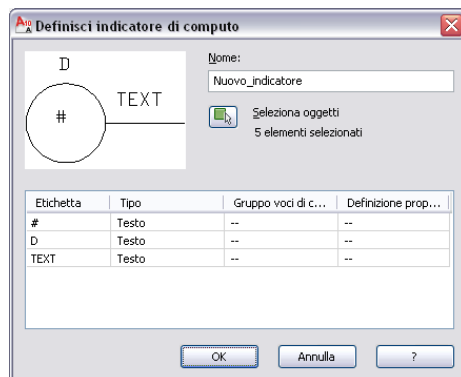 Definisci indicatore di computo
D
TEXT
#
Nome:
Nuovo_indicatore
Seleziona oggetti
5 elementi selezionati
Etichetta Tipo Gruppo voci di c... Definizione prop...
# Testo -- --
D Testo -- --
TEXT Testo -- --
OK Annulla ?